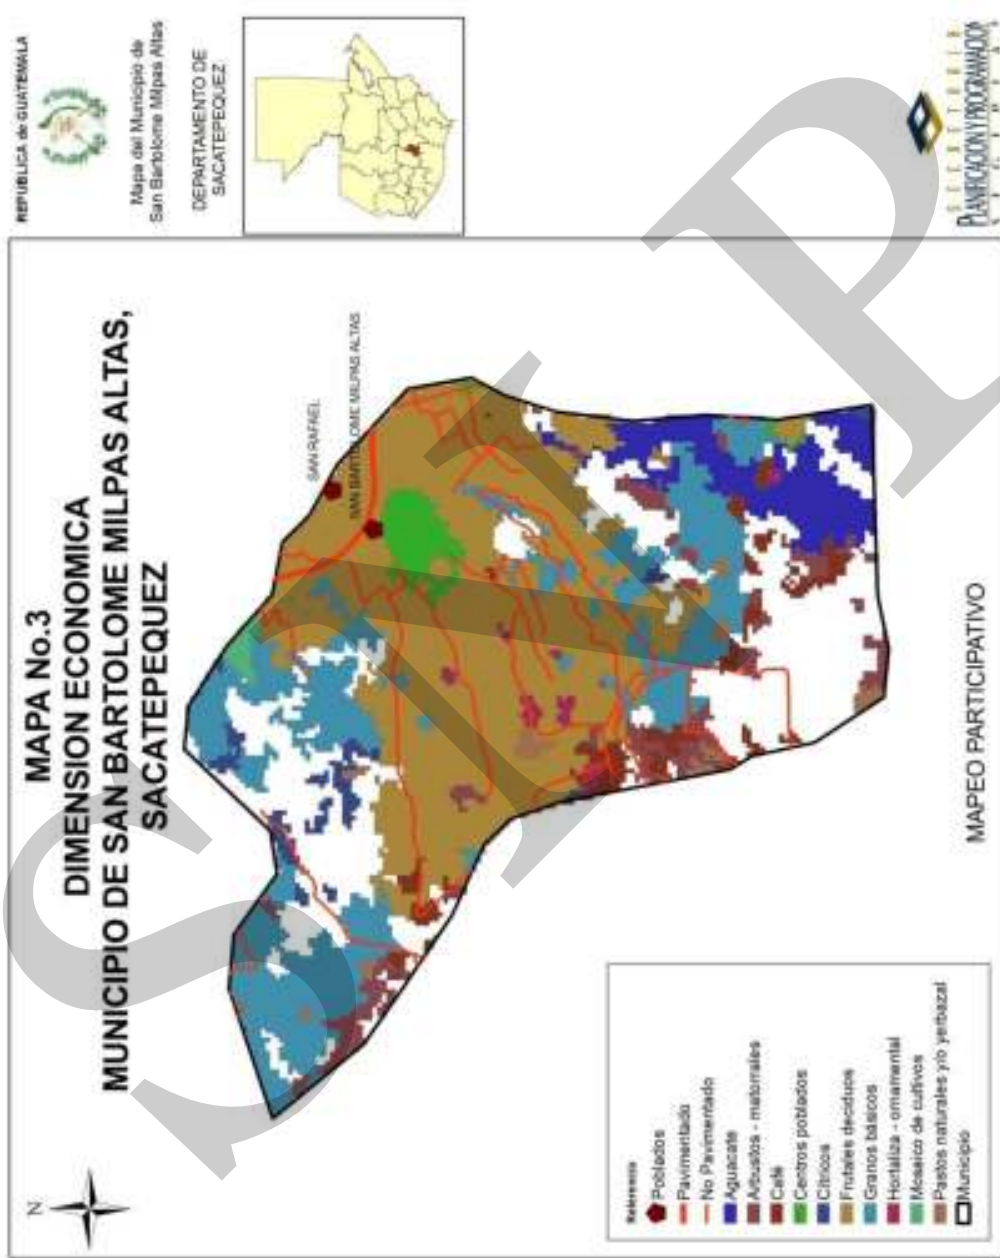 MAPA No.3
DIMENSION ECONOMICA
MUNICIPIO DE SAN BARTOLOME MILPAS ALTAS,
SACATEPEQUEZ
N
SAN RAFAEL
SAN BARTOLOME MILPAS ALTAS
Referencia
Poblados
Pavimentado
No Pavimentado
Aguacate
Arbustos - matorrales
Café
Centros poblados
Cítricos
Frutales deciduos
Granos básicos
Hortaliza - ornamental
Mosaico de cultivos
Pastos naturales y/o yerbazal
Municipio
MAPEO PARTICIPATIVO
REPUBLICA de GUATEMALA
Mapa del Municipio de
San Bartolome Milpas Altas
DEPARTAMENTO DE
SACATEPEQUEZ
SECRETARIA
PLANIFICACION Y PROGRAMACION